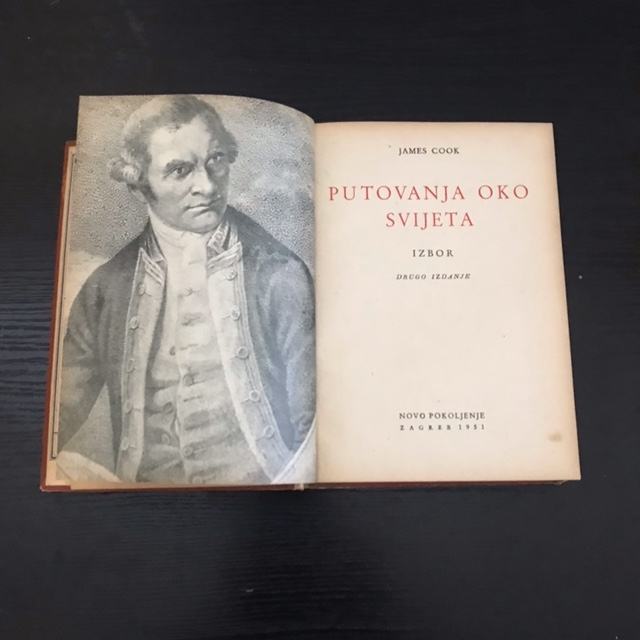 JAMES COOK
PUTOVANJA OKO
SVIJETA
IZBOR
DRUGO IZDANJE
NOVO POKOLJENJE
ZAGREB 1951